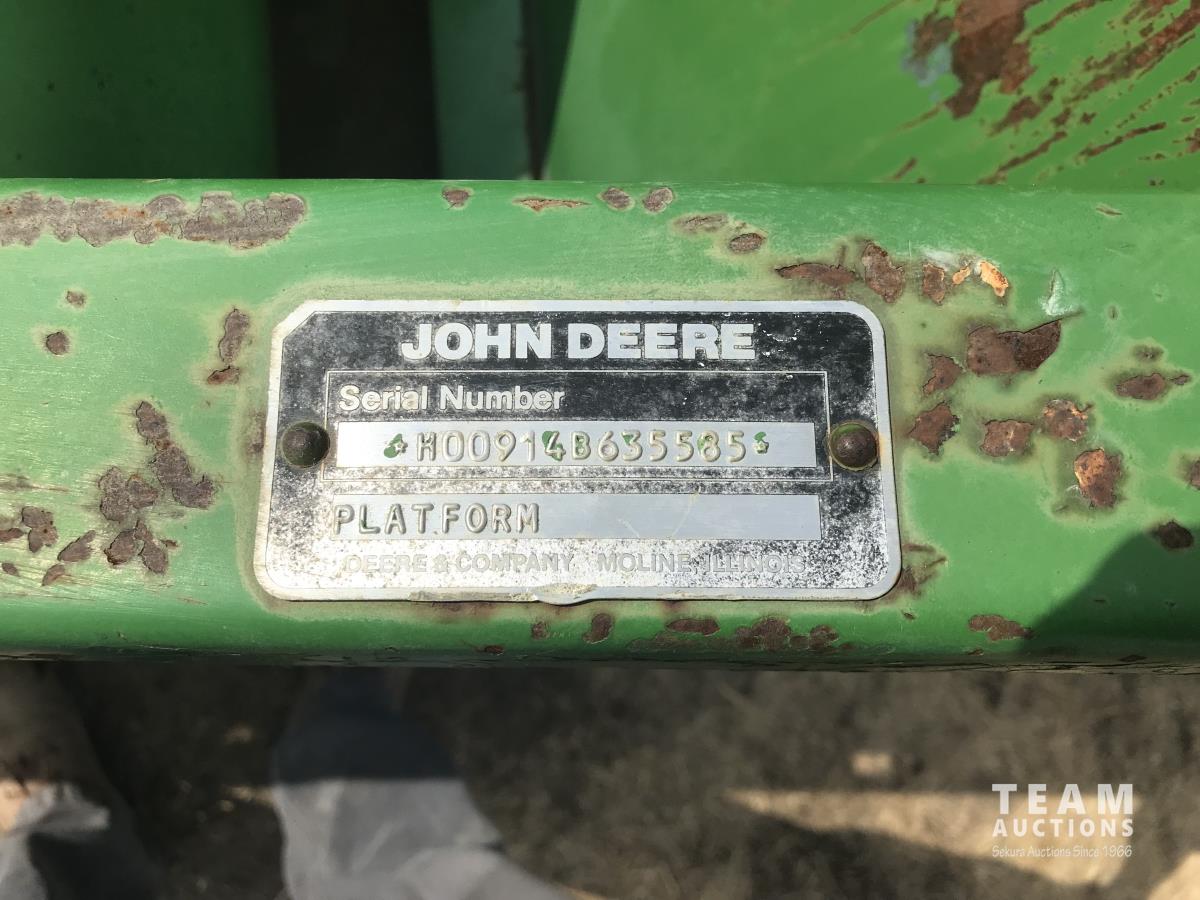 JOHN DEERE
Serial Number
*H00914B635585*
PLATFORM
DEERE & COMPANY MOLINE, ILLINOIS
TEAM
AUCTIONS
Sekura Auctions Since 1966